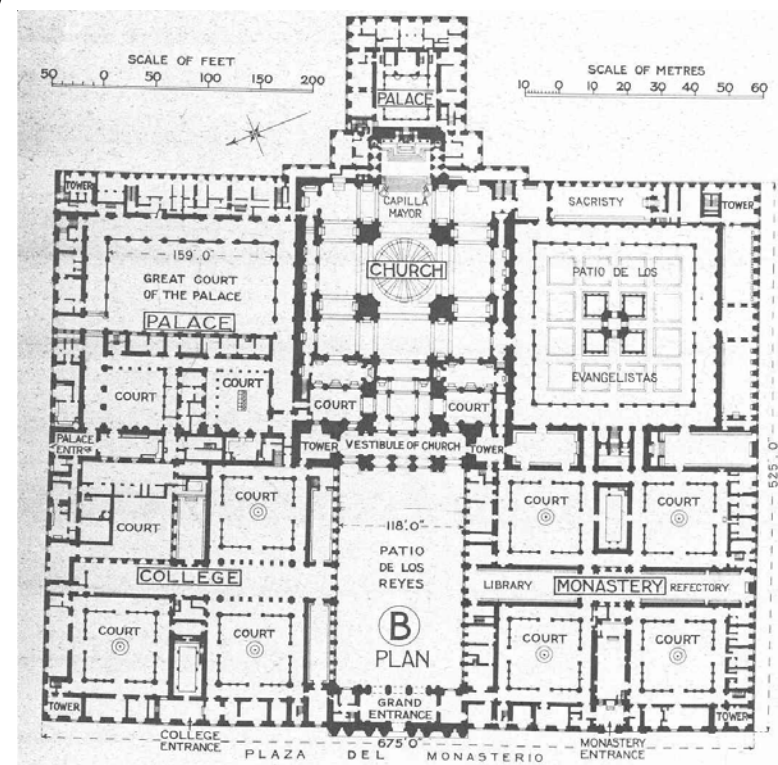 SCALE OF FEET
50 0 50 100 200
SCALE OF METRES
10 0 10 20 30 40 50 60
PALACE
TOWER
CAPILLA
MAYOR
SACRISTY
TOWER
159'.0"
GREAT COURT
OF THE PALACE
PALACE
CHURCH
PATIO DE LOS
EVANGELISTAS
COURT
COURT
COURT
COURT
PALACE
ENTRSE
TOWER
VESTIBULE OF CHURCH
TOWER
525'.0"
COURT
COURT
COURT
COURT
118'.0"
PATIO
DE LOS
REYES
COLLEGE
LIBRARY
MONASTERY
REFECTORY
COURT
COURT
COURT
COURT
B
PLAN
GRAND
ENTRANCE
TOWER
TOWER
COLLEGE
ENTRANCE
675'0"
MONASTERY
ENTRANCE
PLAZA DEL MONASTERIO